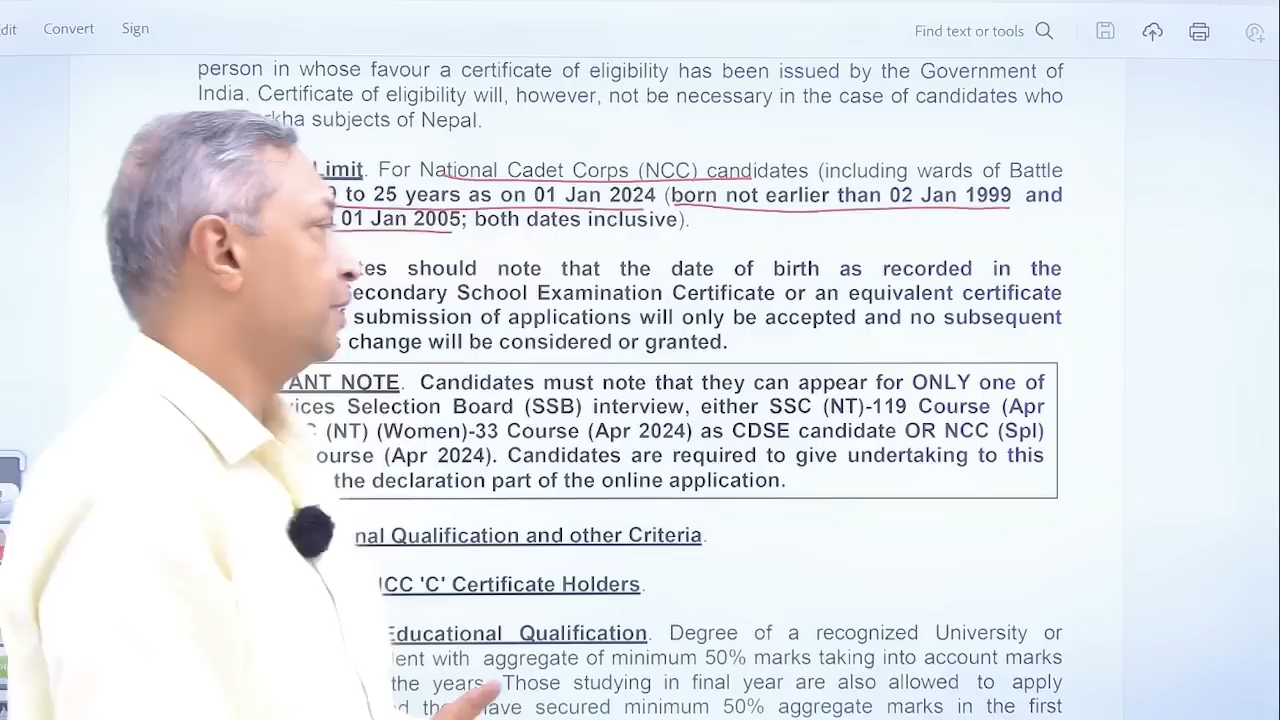 Convert Sign Find text or tools
person in whose favour a certificate of eligibility has been issued by the Government of
India. Certificate of eligibility will, however, not be necessary in the case of candidates who
subjects of Nepal.
Limit. For National Cadet Corps (NCC) candidates (including wards of Battle
to 25 years as on 01 Jan 2024 (born not earlier than 02 Jan 1999 and
01 Jan 2005; both dates inclusive).
should note that the date of birth as recorded in the
Secondary School Examination Certificate or an equivalent certificate
submission of applications will only be accepted and no subsequent
change will be considered or granted.
NOTE. Candidates must note that they can appear for ONLY one of
Selection Board (SSB) interview, either SSC (NT)-119 Course (Apr
(NT) (Women)-33 Course (Apr 2024) as CDSE candidate OR NCC (Spl)
(Apr 2024). Candidates are required to give undertaking to this
the declaration part of the online application.
Qualification and other Criteria.
NCC 'C' Certificate Holders.
Educational Qualification. Degree of a recognized University or
with aggregate of minimum 50% marks taking into account marks
the years. Those studying in final year are also allowed to apply
have secured minimum 50% aggregate marks in the first